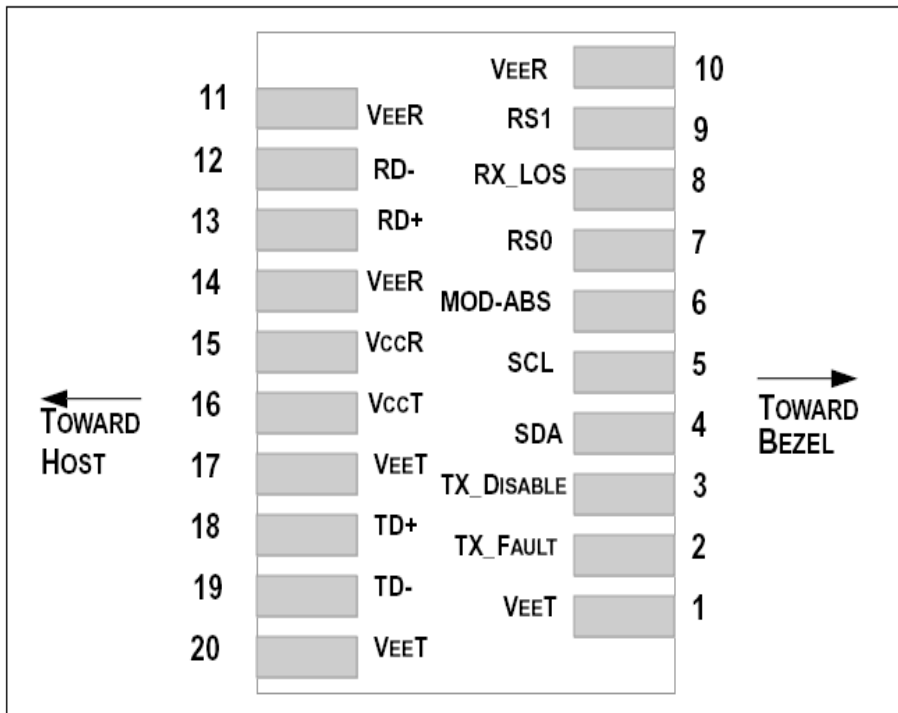 11 VEER
12 RD-
13 RD+
14 VEER
15 VCCR
16 VCCT
17 VEET
18 TD+
19 TD-
20 VEET
VEER 10
RS1 9
RX_LOS 8
RS0 7
MOD-ABS 6
SCL 5
SDA 4
TX_DISABLE 3
TX_FAULT 2
VEET 1
TOWARD
HOST
TOWARD
BEZEL